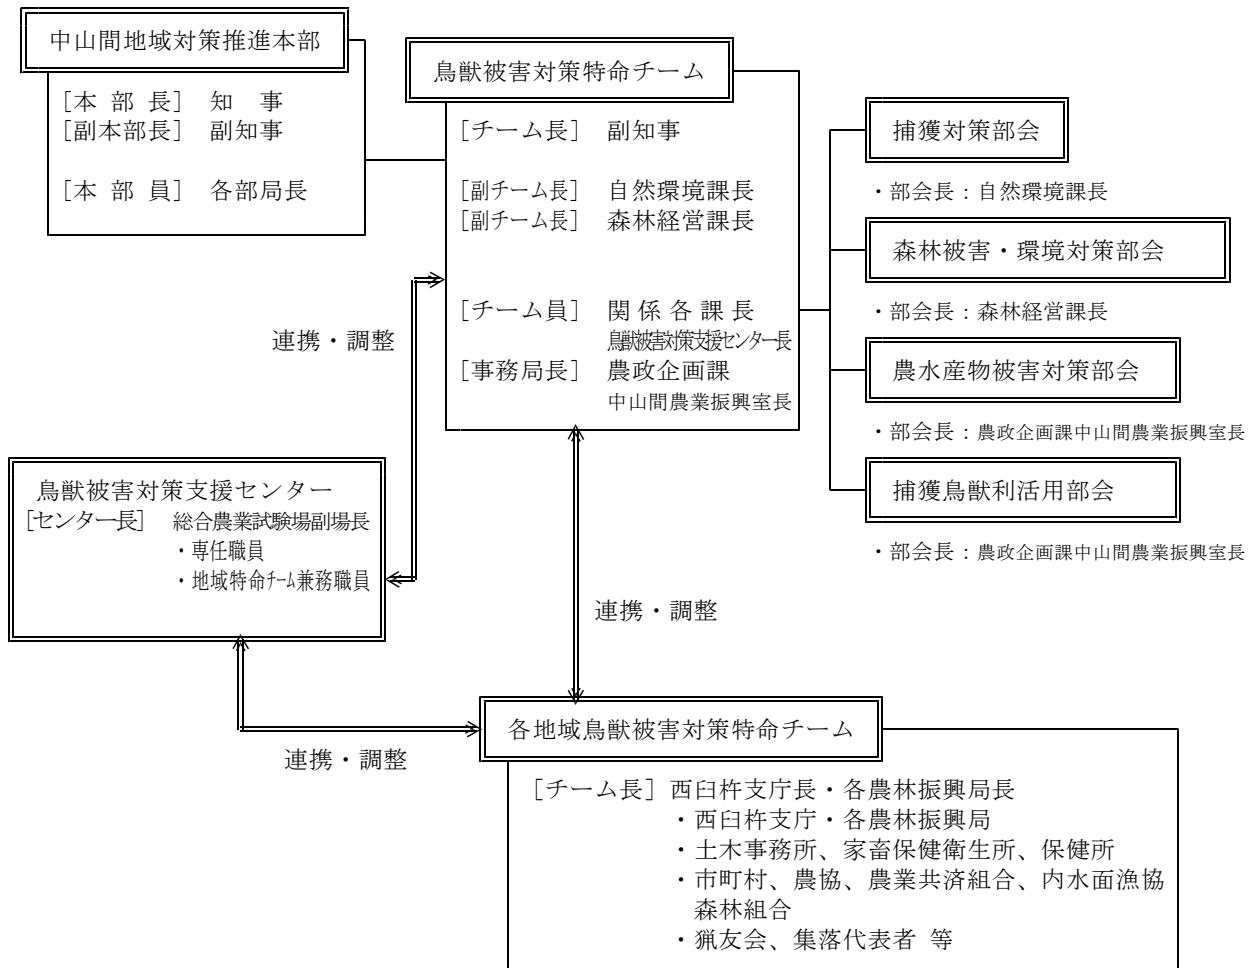 中山間地域対策推進本部
［本 部 長］ 知　事
［副本部長］ 副知事
［本 部 員］ 各部局長
鳥獣被害対策特命チーム
［チーム長］ 副知事
［副チーム長］ 自然環境課長
［副チーム長］ 森林経営課長
［チーム員］ 関 係 各 課 長
鳥獣被害対策支援センター長
［事務局長］ 農政企画課
中山間農業振興室長
捕獲対策部会
・部会長：自然環境課長
森林被害・環境対策部会
・部会長：森林経営課長
農水産物被害対策部会
・部会長：農政企画課中山間農業振興室長
捕獲鳥獣利活用部会
・部会長：農政企画課中山間農業振興室長
連携・調整
鳥獣被害対策支援センター
［センター長］ 総合農業試験場副場長
・専任職員
・地域特命チーム兼務職員
連携・調整
連携・調整
各地域鳥獣被害対策特命チーム
［チーム長］ 西臼杵支庁長・各農林振興局長
・西臼杵支庁・各農林振興局
・土木事務所、家畜保健衛生所、保健所
・市町村、農協、農業共済組合、内水面漁協
森林組合
・猟友会、集落代表者 等